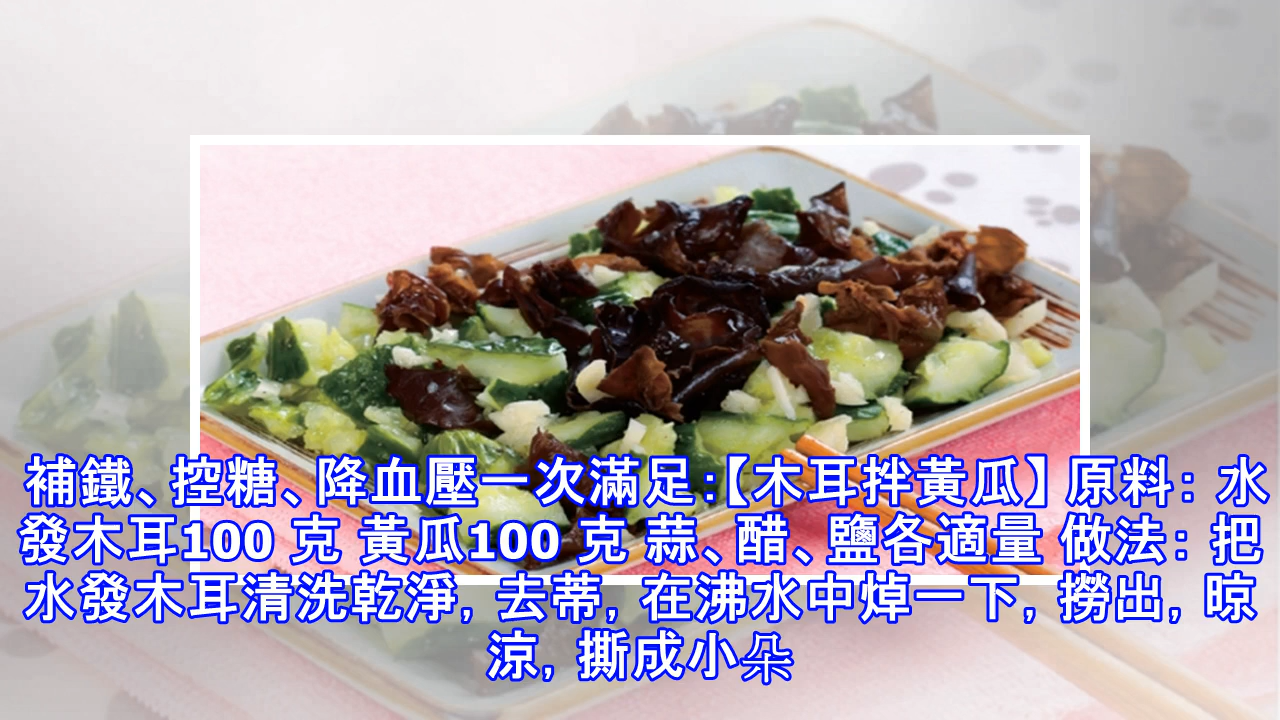 補鐵、控糖、降血壓一次滿足:【木耳拌黃瓜】原料: 水
發木耳100 克 黃瓜100 克 蒜、醋、鹽各適量 做法: 把
水發木耳清洗乾淨, 去蒂, 在沸水中焯一下, 撈出, 晾
涼, 撕成小朵